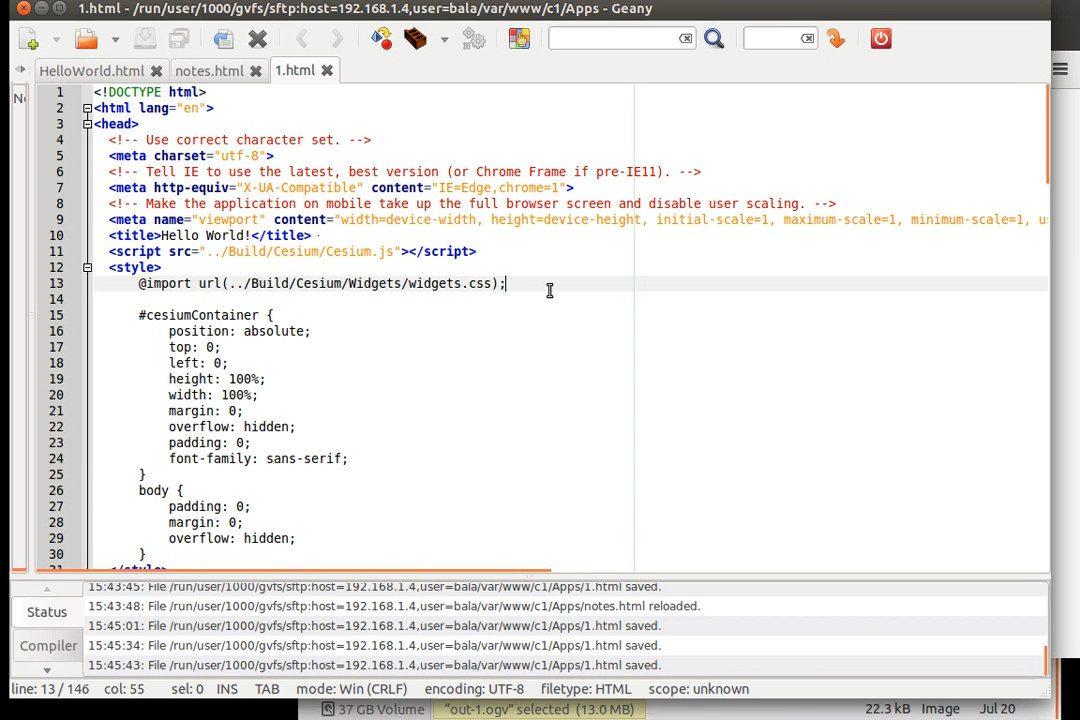 1.html - /run/user/1000/gvfs/sftp:host=192.168.1.4,user=bala/var/www/c1/Apps - Geany
HelloWorld.html notes.html 1.html
1 <!DOCTYPE html>
2 <html lang="en">
3 <head>
4 <!-- Use correct character set. -->
5 <meta charset="utf-8">
6 <!-- Tell IE to use the latest, best version (or Chrome Frame if pre-IE11). -->
7 <meta http-equiv="X-UA-Compatible" content="IE=Edge,chrome=1">
8 <!-- Make the application on mobile take up the full browser screen and disable user scaling. -->
9 <meta name="viewport" content="width=device-width, height=device-height, initial-scale=1, maximum-scale=1, minimum-scale=1,
10 <title>Hello World!</title>
11 <script src="../Build/Cesium/Cesium.js"></script>
12 <style>
13 @import url(../Build/Cesium/Widgets/widgets.css);
14
15 #cesiumContainer {
16 position: absolute;
17 top: 0;
18 left: 0;
19 height: 100%;
20 width: 100%;
21 margin: 0;
22 overflow: hidden;
23 padding: 0;
24 font-family: sans-serif;
25 }
26 body {
27 padding: 0;
28 margin: 0;
29 overflow: hidden;
30 }
31 </style>
15:43:45: File /run/user/1000/gvfs/sftp:host=192.168.1.4,user=bala/var/www/c1/Apps/1.html saved.
15:43:48: File /run/user/1000/gvfs/sftp:host=192.168.1.4,user=bala/var/www/c1/Apps/notes.html reloaded.
Status
15:45:01: File /run/user/1000/gvfs/sftp:host=192.168.1.4,user=bala/var/www/c1/Apps/1.html saved.
Compiler
15:45:34: File /run/user/1000/gvfs/sftp:host=192.168.1.4,user=bala/var/www/c1/Apps/1.html saved.
15:45:43: File /run/user/1000/gvfs/sftp:host=192.168.1.4,user=bala/var/www/c1/Apps/1.html saved.
line: 13 / 146 col: 55 sel: 0 INS TAB mode: Win (CRLF) encoding: UTF-8 filetype: HTML scope: unknown
37 GB Volume "out-1.ogv" selected (13.0 MB) 22.3 kB Image Jul 20